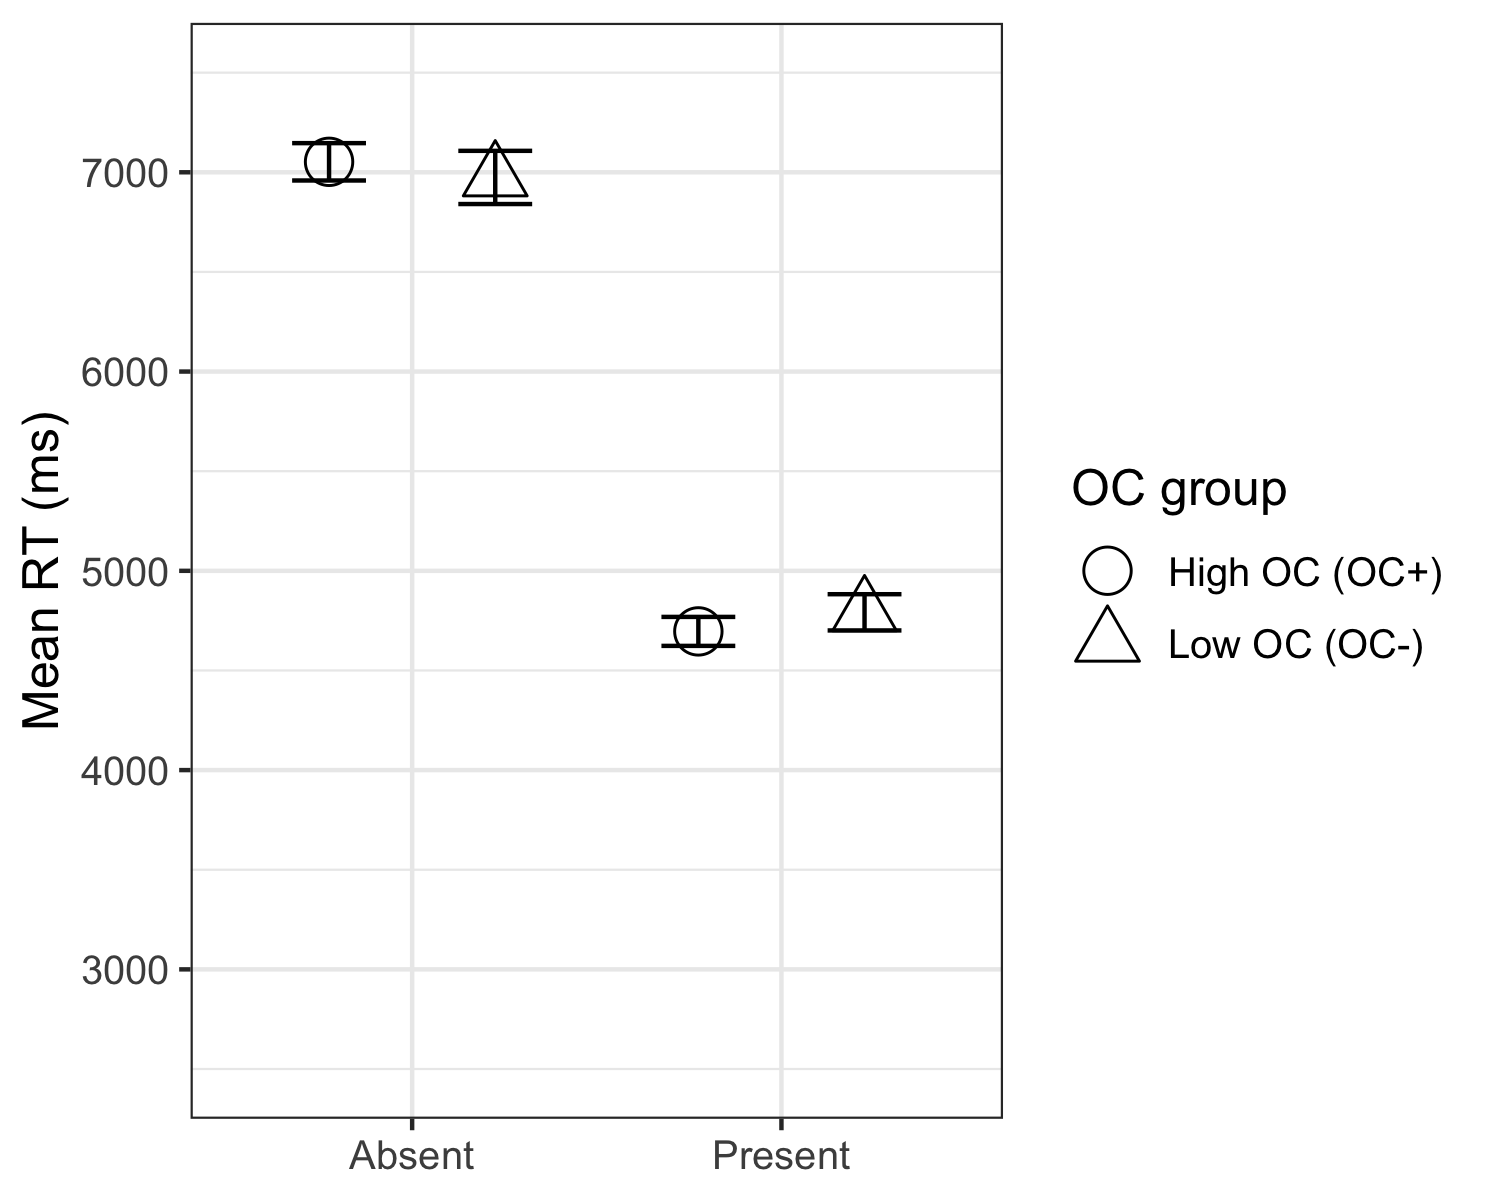 Mean RT (ms)
7000
6000
5000
4000
3000
Absent
Present
OC group
High OC (OC+)
Low OC (OC-)